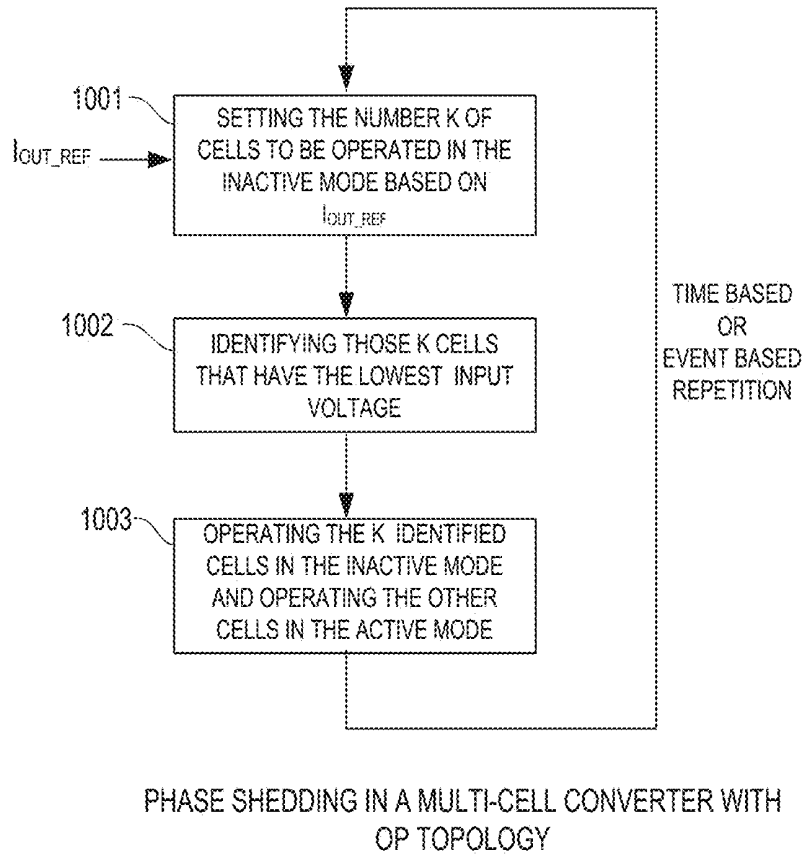 1001
I_OUT_REF
SETTING THE NUMBER K OF
CELLS TO BE OPERATED IN THE
INACTIVE MODE BASED ON
I_OUT_REF
1002
IDENTIFYING THOSE K CELLS
THAT HAVE THE LOWEST INPUT
VOLTAGE
TIME BASED
OR
EVENT BASED
REPETITION
1003
OPERATING THE K IDENTIFIED
CELLS IN THE INACTIVE MODE
AND OPERATING THE OTHER
CELLS IN THE ACTIVE MODE
PHASE SHEDDING IN A MULTI-CELL CONVERTER WITH
OP TOPOLOGY